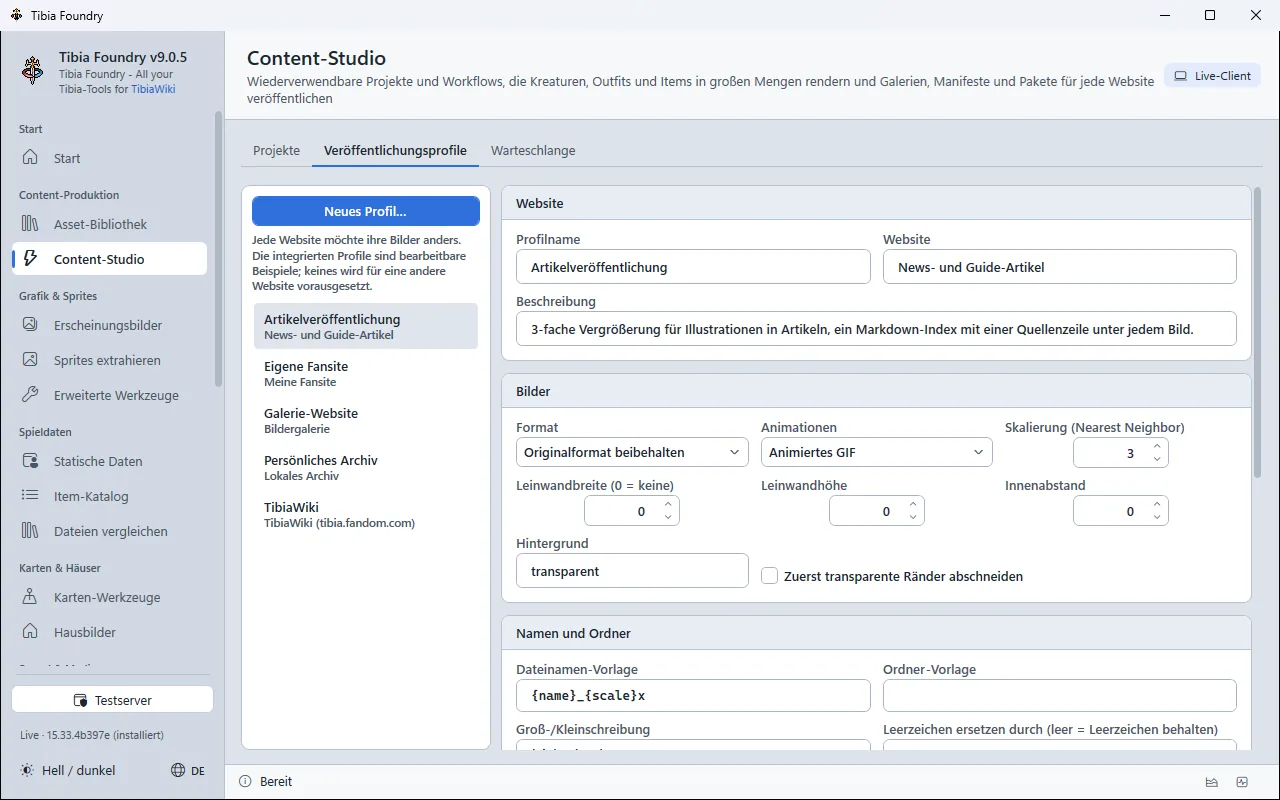 Tibia Foundry
Tibia Foundry v9.0.5
Tibia Foundry - All your
Tibia-Tools for TibiaWiki
Start
Start
Content-Produktion
Asset-Bibliothek
Content-Studio
Grafik & Sprites
Erscheinungsbilder
Sprites extrahieren
Erweiterte Werkzeuge
Spieldaten
Statische Daten
Item-Katalog
Dateien vergleichen
Karten & Häuser
Karten-Werkzeuge
Hausbilder
Testserver
Live · 15.33.4b397e (installiert)
Hell / dunkel
DE
Content-Studio
Wiederverwendbare Projekte und Workflows, die Kreaturen, Outfits und Items in großen Mengen rendern und Galerien, Manifeste und Pakete für jede Website
veröffentlichen
Live-Client
Projekte
Veröffentlichungsprofile
Warteschlange
Neues Profil...
Jede Website möchte ihre Bilder anders.
Die integrierten Profile sind bearbeitbare
Beispiele; keines wird für eine andere
Website vorausgesetzt.
Artikelveröffentlichung
News- und Guide-Artikel
Eigene Fansite
Meine Fansite
Galerie-Website
Bildergalerie
Persönliches Archiv
Lokales Archiv
TibiaWiki
TibiaWiki (tibia.fandom.com)
Website
Profilname
Website
Artikelveröffentlichung
News- und Guide-Artikel
Beschreibung
3-fache Vergrößerung für Illustrationen in Artikeln, ein Markdown-Index mit einer Quellenzeile unter jedem Bild.
Bilder
Format
Animationen
Skalierung (Nearest Neighbor)
Originalformat beibehalten
Animiertes GIF
3
Leinwandbreite (0 = keine)
Leinwandhöhe
Innenabstand
0
0
0
Hintergrund
transparent
Zuerst transparente Ränder abschneiden
Namen und Ordner
Dateinamen-Vorlage
Ordner-Vorlage
{name}_{scale}x
Groß-/Kleinschreibung
Leerzeichen ersetzen durch (leer = Leerzeichen behalten)
Bereit